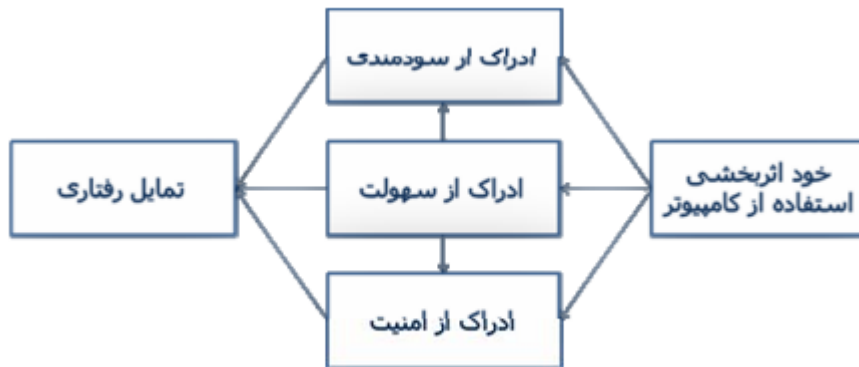 ادراک از سودمندی
خود اثربخشی
استفاده از کامپیوتر
ادراک از سهولت
تمایل رفتاری
ادراک از امنیت